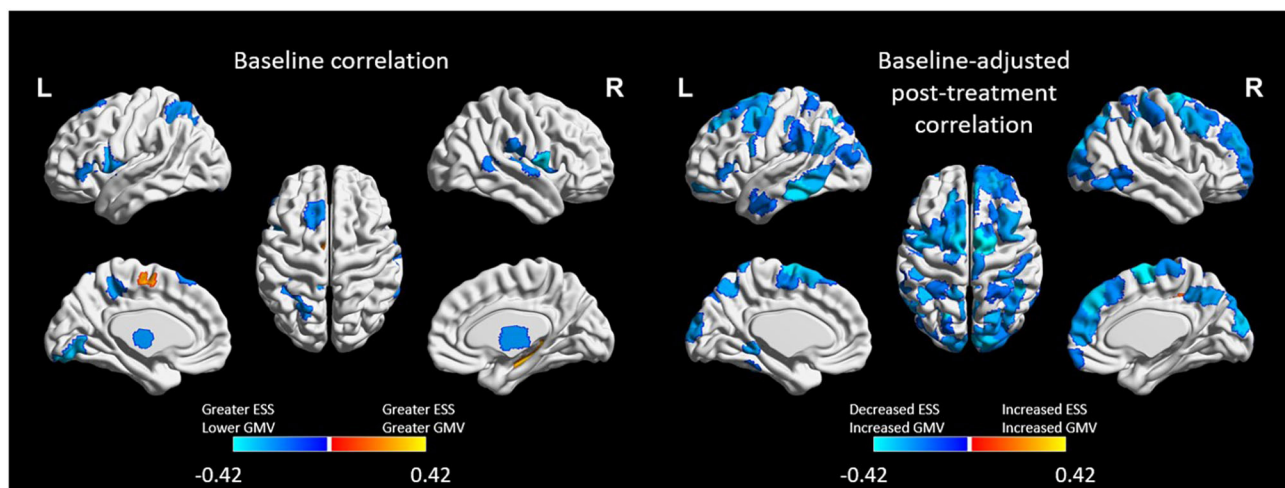 Baseline correlation
L
R
Greater ESS
Lower GMV
Greater ESS
Greater GMV
-0.42
0.42
Baseline-adjusted
post-treatment
correlation
L
R
Decreased ESS
Increased GMV
Increased ESS
Increased GMV
-0.42
0.42